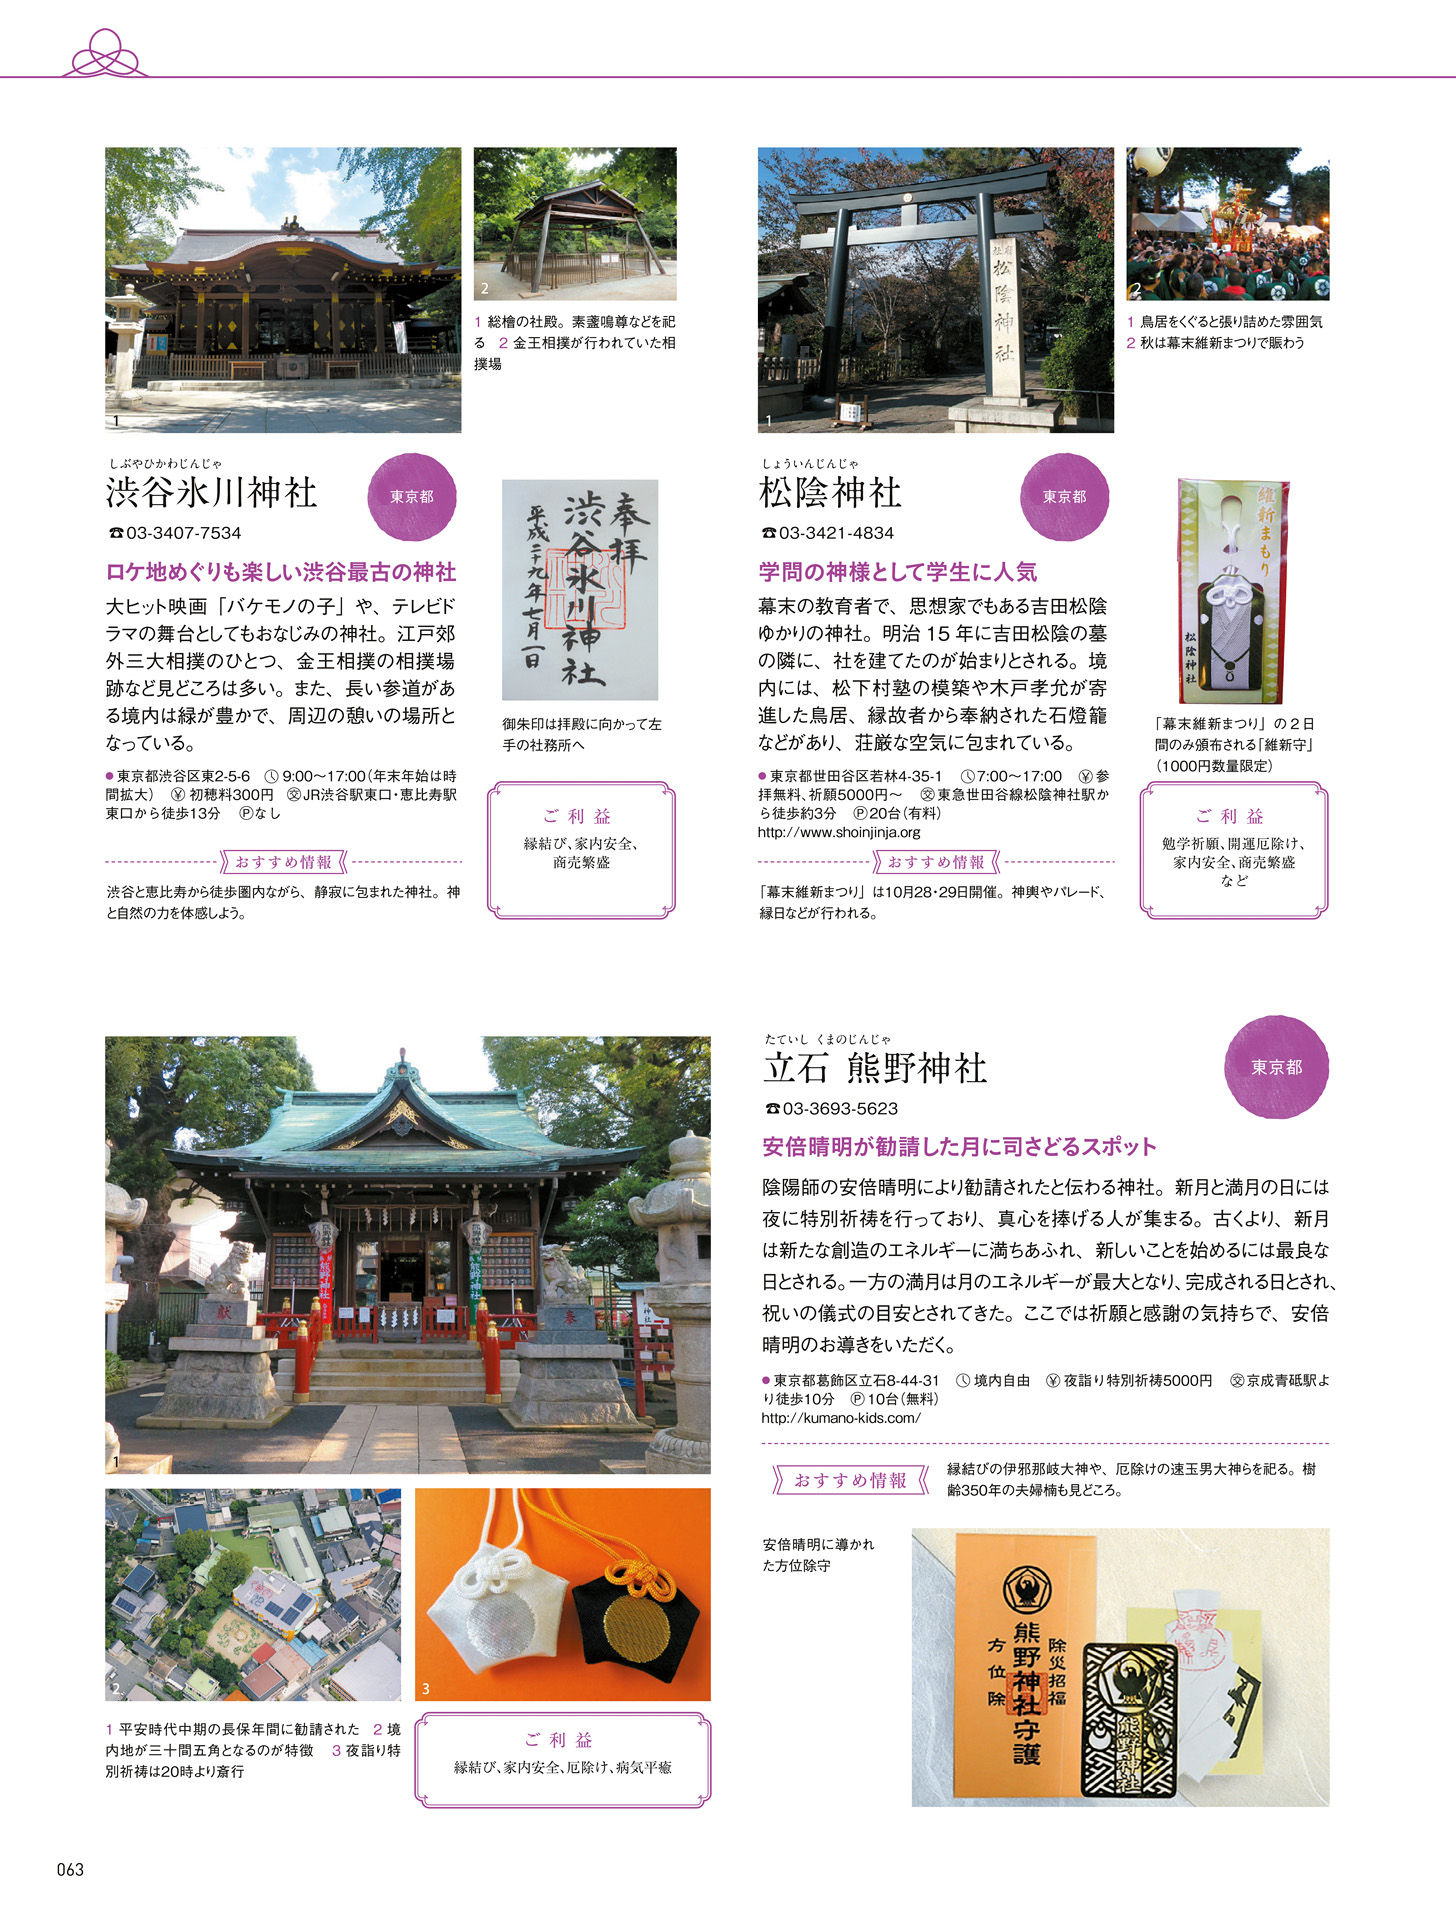 1
2
1 総檜の社殿。素盞嗚尊などを祀
る 2 金王相撲が行われていた相
撲場
しぶやひかわじんじゃ
渋谷氷川神社
東京都
☎03-3407-7534
ロケ地めぐりも楽しい渋谷最古の神社
大ヒット映画「バケモノの子」や、テレビド
ラマの舞台としてもおなじみの神社。江戸郊
外三大相撲のひとつ、金王相撲の相撲場
跡など見どころは多い。また、長い参道があ
る境内は緑が豊かで、周辺の憩いの場所と
なっている。
●東京都渋谷区東2-5-6 9:00〜17:00(年末年始は時
間拡大) ¥初穂料300円 交JR渋谷駅東口・恵比寿駅
東口から徒歩13分 Ⓟなし
おすすめ情報
渋谷と恵比寿から徒歩圏内ながら、静寂に包まれた神社。神
と自然の力を体感しよう。
奉拝
渋谷氷川神社
平成二十九年七月一日
御朱印は拝殿に向かって左
手の社務所へ
ご利益
縁結び、家内安全、
商売繁盛
松陰神社
1
2
1 鳥居をくぐると張り詰めた雰囲気
2 秋は幕末維新まつりで賑わう
しょういんじんじゃ
松陰神社
東京都
☎03-3421-4834
学問の神様として学生に人気
幕末の教育者で、思想家でもある吉田松陰
ゆかりの神社。明治15年に吉田松陰の墓
の隣に、社を建てたのが始まりとされる。境
内には、松下村塾の模築や木戸孝允が寄
進した鳥居、縁故者から奉納された石燈籠
などがあり、荘厳な空気に包まれている。
●東京都世田谷区若林4-35-1 7:00〜17:00 ¥参
拝無料、祈願5000円〜 交東急世田谷線松陰神社駅か
ら徒歩約3分 Ⓟ20台(有料)
http://www.shoinjinja.org
おすすめ情報
「幕末維新まつり」は10月28・29日開催。神輿やパレード、
縁日などが行われる。
維新まもり
松陰神社
「幕末維新まつり」の2日
間のみ頒布される「維新守」
(1000円数量限定)
ご利益
勉学祈願、開運厄除け、
家内安全、商売繁盛
など
熊野神社
熊野神社
献
奉
1
2
3
1 平安時代中期の長保年間に勧請された 2 境
内地が三十間五角となるのが特徴 3 夜詣り特
別祈祷は20時より斎行
ご利益
縁結び、家内安全、厄除け、病気平癒
たていし くまのじんじゃ
立石 熊野神社
東京都
☎03-3693-5623
安倍晴明が勧請した月に司さどるスポット
陰陽師の安倍晴明により勧請されたと伝わる神社。新月と満月の日には
夜に特別祈祷を行っており、真心を捧げる人が集まる。古くより、新月
は新たな創造のエネルギーに満ちあふれ、新しいことを始めるには最良な
日とされる。一方の満月は月のエネルギーが最大となり、完成される日とされ、
祝いの儀式の目安とされてきた。ここでは祈願と感謝の気持ちで、安倍
晴明のお導きをいただく。
●東京都葛飾区立石8-44-31 境内自由 ¥夜詣り特別祈祷5000円 交京成青砥駅よ
り徒歩10分 Ⓟ10台(無料)
http://kumano-kids.com/
おすすめ情報
縁結びの伊邪那岐大神や、厄除けの速玉男大神らを祀る。樹
齢350年の夫婦楠も見どころ。
安倍晴明に導かれ
た方位除守
除災招福
熊野神社守護
方位除
熊野神社
063